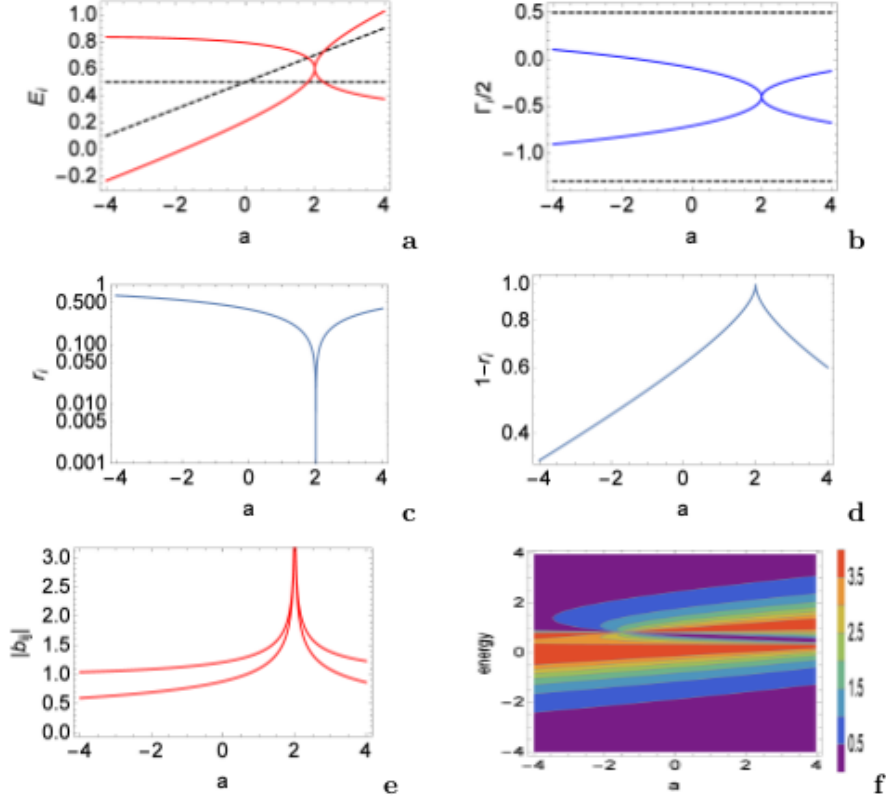 1.0
0.8
0.6
0.4
0.2
0.0
−0.2
E_i
−4 −2 0 2 4
a
a
0.5
0.0
−0.5
−1.0
Γ_i/2
−4 −2 0 2 4
a
b
1
0.500
0.100
0.050
0.010
0.005
0.001
r_i
−4 −2 0 2 4
a
c
1.0
0.8
0.6
0.4
1−r_i
−4 −2 0 2 4
a
d
3.0
2.5
2.0
1.5
1.0
0.5
0.0
|b_ij|
−4 −2 0 2 4
a
e
4
2
0
−2
−4
energy
−4 −2 0 2 4
a
3.5
2.5
1.5
0.5
f